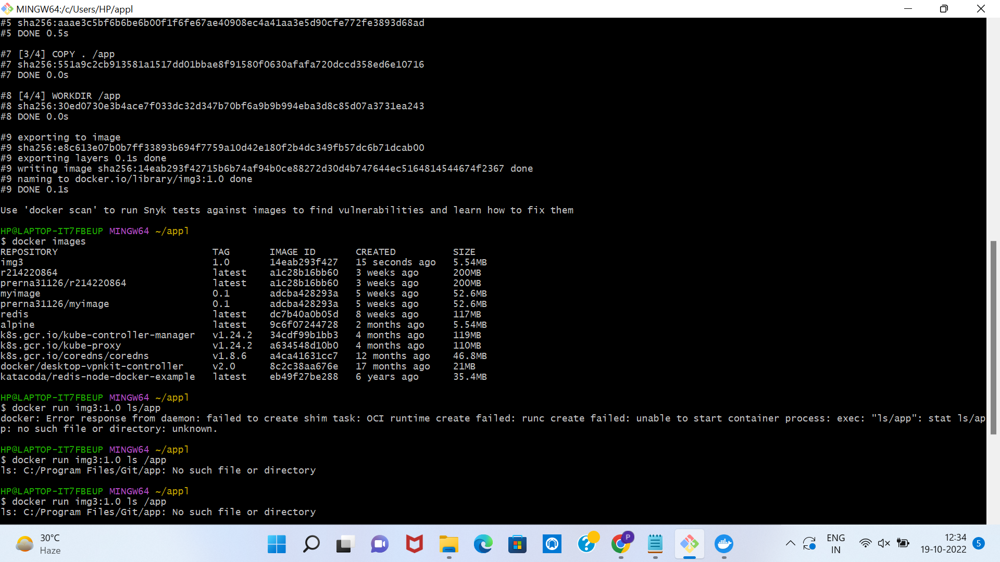 MINGW64:/c/Users/HP/appl
#5 sha256:aaae3c5bf6b6be6b00f1f6fe67ae40908ec4a41aa3e5d90cfe772fe3893d68ad
#5 DONE 0.5s
#7 [3/4] COPY . /app
#7 sha256:551a9c2cb913581a1517dd01bbae8f91580f0630afafa720dccd358ed6e10716
#7 DONE 0.0s
#8 [4/4] WORKDIR /app
#8 sha256:30ed0730e3b4ace7f033dc32d347b70bf6a9b9b994eba3d8c85d07a3731ea243
#8 DONE 0.0s
#9 exporting to image
#9 sha256:e8c613e07b0b7ff33893b694f7759a10d42e180f2b4dc349fb57dc6b71dcab00
#9 exporting layers 0.1s done
#9 writing image sha256:14eab293f42715b6b74af94b0ce88272d30d4b747644ec5164814544674f2367 done
#9 naming to docker.io/library/img3:1.0 done
#9 DONE 0.1s
Use 'docker scan' to run Snyk tests against images to find vulnerabilities and learn how to fix them
HP@LAPTOP-IT7FBEUP MINGW64 ~/appl
$ docker images
REPOSITORY TAG IMAGE ID CREATED SIZE
img3 1.0 14eab293f427 15 seconds ago 5.54MB
r214220864 latest a1c28b16bb60 3 weeks ago 200MB
prerna31126/r214220864 latest a1c28b16bb60 3 weeks ago 200MB
myimage 0.1 adcba428293a 5 weeks ago 52.6MB
prerna31126/myimage 0.1 adcba428293a 5 weeks ago 52.6MB
redis latest dc7b40a0b05d 8 weeks ago 117MB
alpine latest 9c6f07244728 2 months ago 5.54MB
k8s.gcr.io/kube-controller-manager v1.24.2 34cdf99b1bb3 4 months ago 119MB
k8s.gcr.io/kube-proxy v1.24.2 a634548d10b0 4 months ago 110MB
k8s.gcr.io/coredns/coredns v1.8.6 a4ca41631cc7 12 months ago 46.8MB
docker/desktop-vpnkit-controller v2.0 8c2c38aa676e 17 months ago 21MB
katacoda/redis-node-docker-example latest eb49f27be288 6 years ago 35.4MB
HP@LAPTOP-IT7FBEUP MINGW64 ~/appl
$ docker run img3:1.0 ls/app
docker: Error response from daemon: failed to create shim task: OCI runtime create failed: runc create failed: unable to start container process: exec: "ls/app": stat ls/ap
p: no such file or directory: unknown.
HP@LAPTOP-IT7FBEUP MINGW64 ~/appl
$ docker run img3:1.0 ls /app
ls: C:/Program Files/Git/app: No such file or directory
HP@LAPTOP-IT7FBEUP MINGW64 ~/appl
$ docker run img3:1.0 ls /app
ls: C:/Program Files/Git/app: No such file or directory
30°C
Haze
P
ENG
IN
12:34
19-10-2022
5